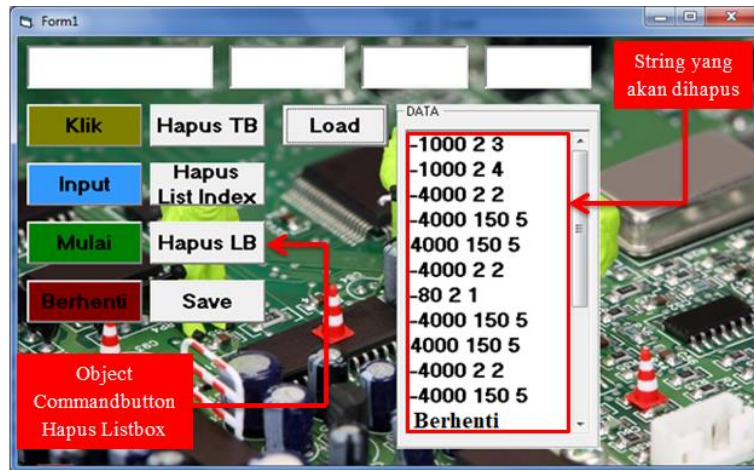 Form1
String yang
akan dihapus
Klik
Hapus TB
Load
DATA
Input
Hapus
List Index
Mulai
Hapus LB
Berhenti
Save
-1000 2 3
-1000 2 4
-4000 2 2
-4000 150 5
4000 150 5
-4000 2 2
-80 2 1
-4000 150 5
4000 150 5
-4000 2 2
-4000 150 5
Berhenti
Object
Commandbutton
Hapus Listbox